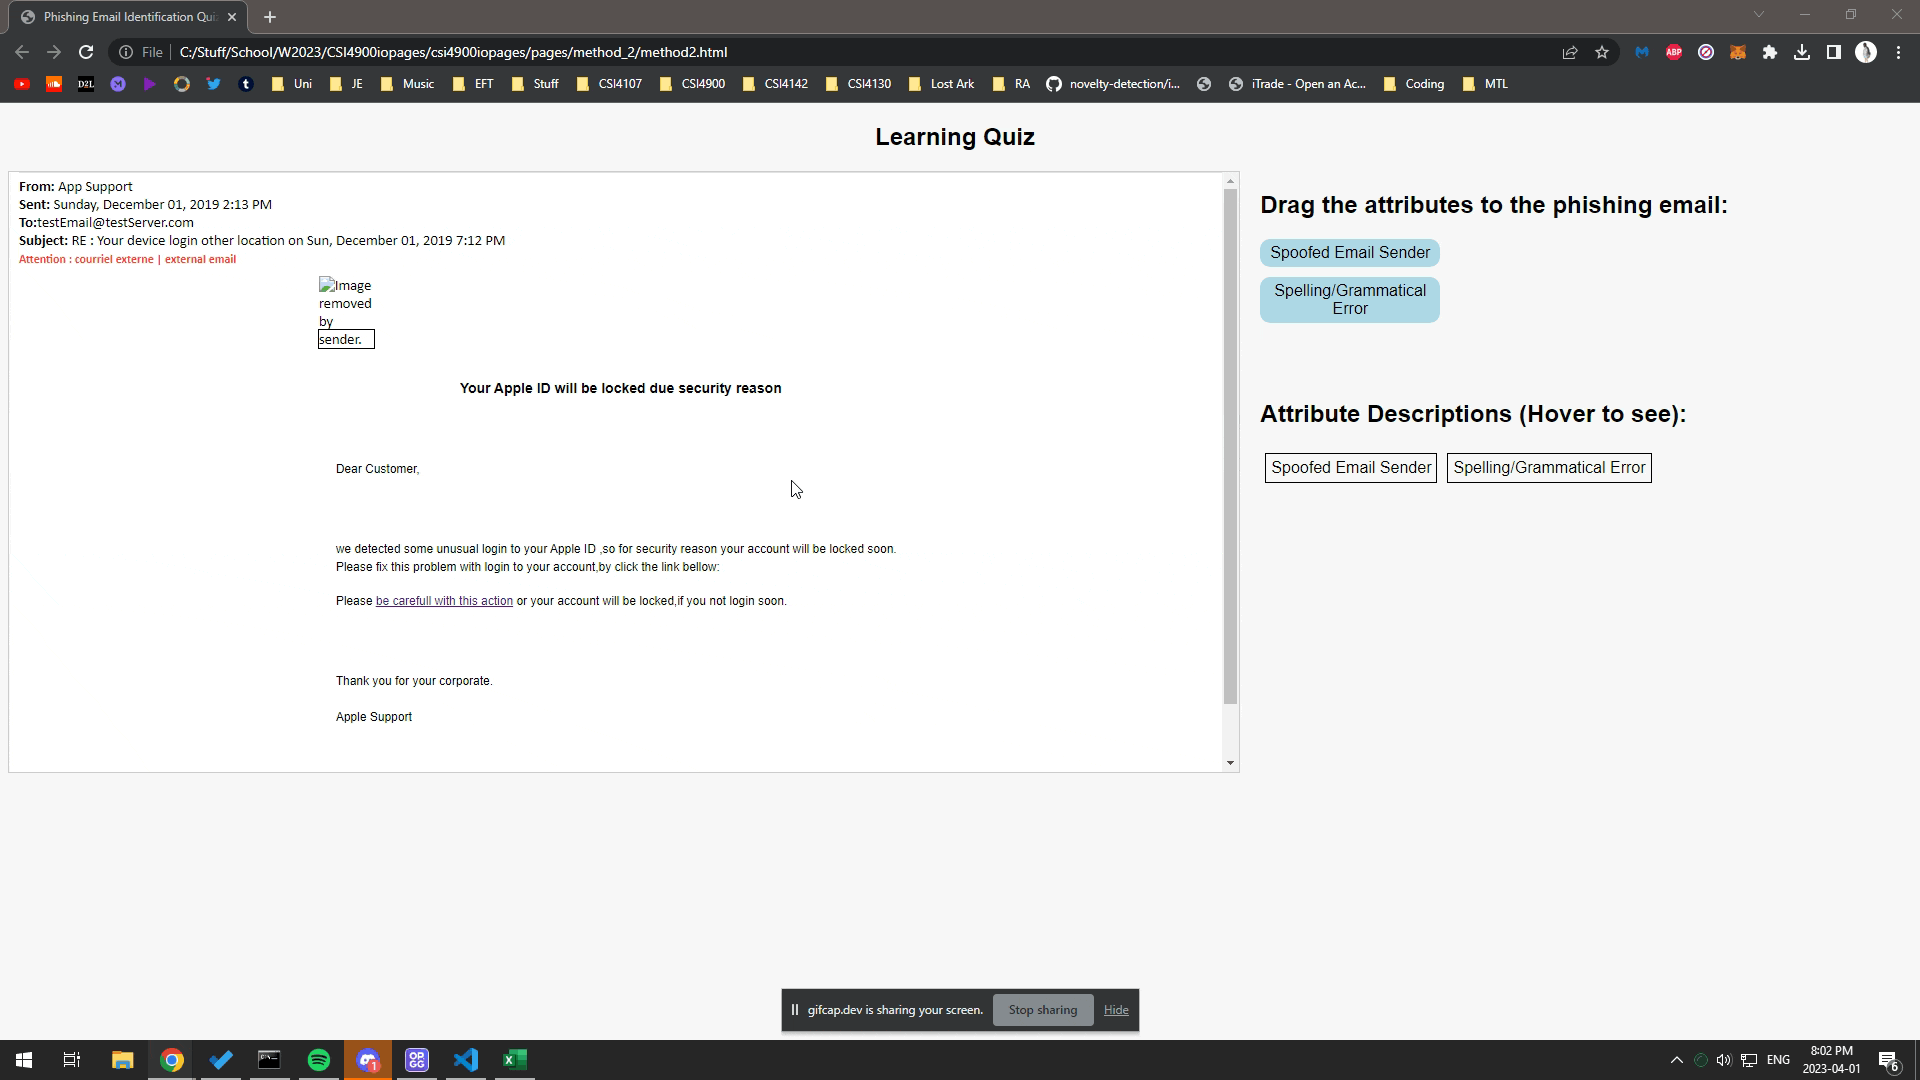 Phishing Email Identification Qui
File
C:/Stuff/School/W2023/CSI4900iopages/csi4900iopages/pages/method_2/method2.html
ABP
D2L
Uni
JE
Music
EFT
Stuff
CSI4107
CSI4900
CSI4142
CSI4130
Lost Ark
RA
novelty-detection/i...
iTrade - Open an Ac...
Coding
MTL
Learning Quiz
From: App Support
Sent: Sunday, December 01, 2019 2:13 PM
To:testEmail@testServer.com
Subject: RE : Your device login other location on Sun, December 01, 2019 7:12 PM
Attention : courriel externe | external email
Image
removed
by
sender.
Your Apple ID will be locked due security reason
Dear Customer,
we detected some unusual login to your Apple ID ,so for security reason your account will be locked soon.
Please fix this problem with login to your account,by click the link bellow:
Please be carefull with this action or your account will be locked,if you not login soon.
Thank you for your corporate.
Apple Support
Drag the attributes to the phishing email:
Spoofed Email Sender
Spelling/Grammatical
Error
Attribute Descriptions (Hover to see):
Spoofed Email Sender
Spelling/Grammatical Error
gifcap.dev is sharing your screen.
Stop sharing
Hide
1
OP
GG
ENG
8:02 PM
2023-04-01
6